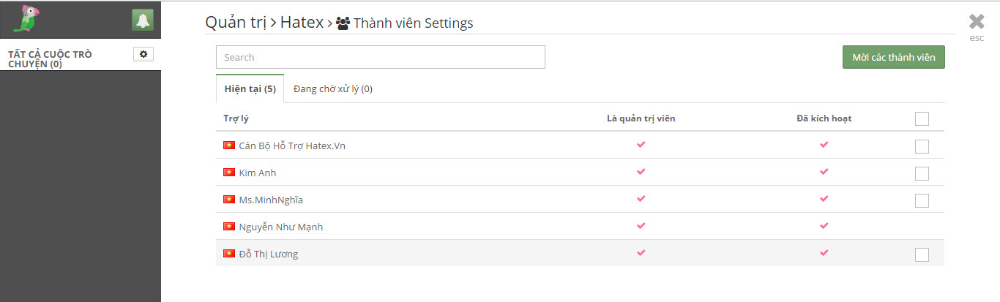 Quản trị > Hatex > Thành viên Settings
esc
TẤT CẢ CUỘC TRÒ
CHUYỆN (0)
Search
Mời các thành viên
Hiện tại (5) Đang chờ xử lý (0)
Trợ lý Là quản trị viên Đã kích hoạt
Cán Bộ Hỗ Trợ Hatex.Vn
Kim Anh
Ms.MinhNghĩa
Nguyễn Như Mạnh
Đỗ Thị Lương